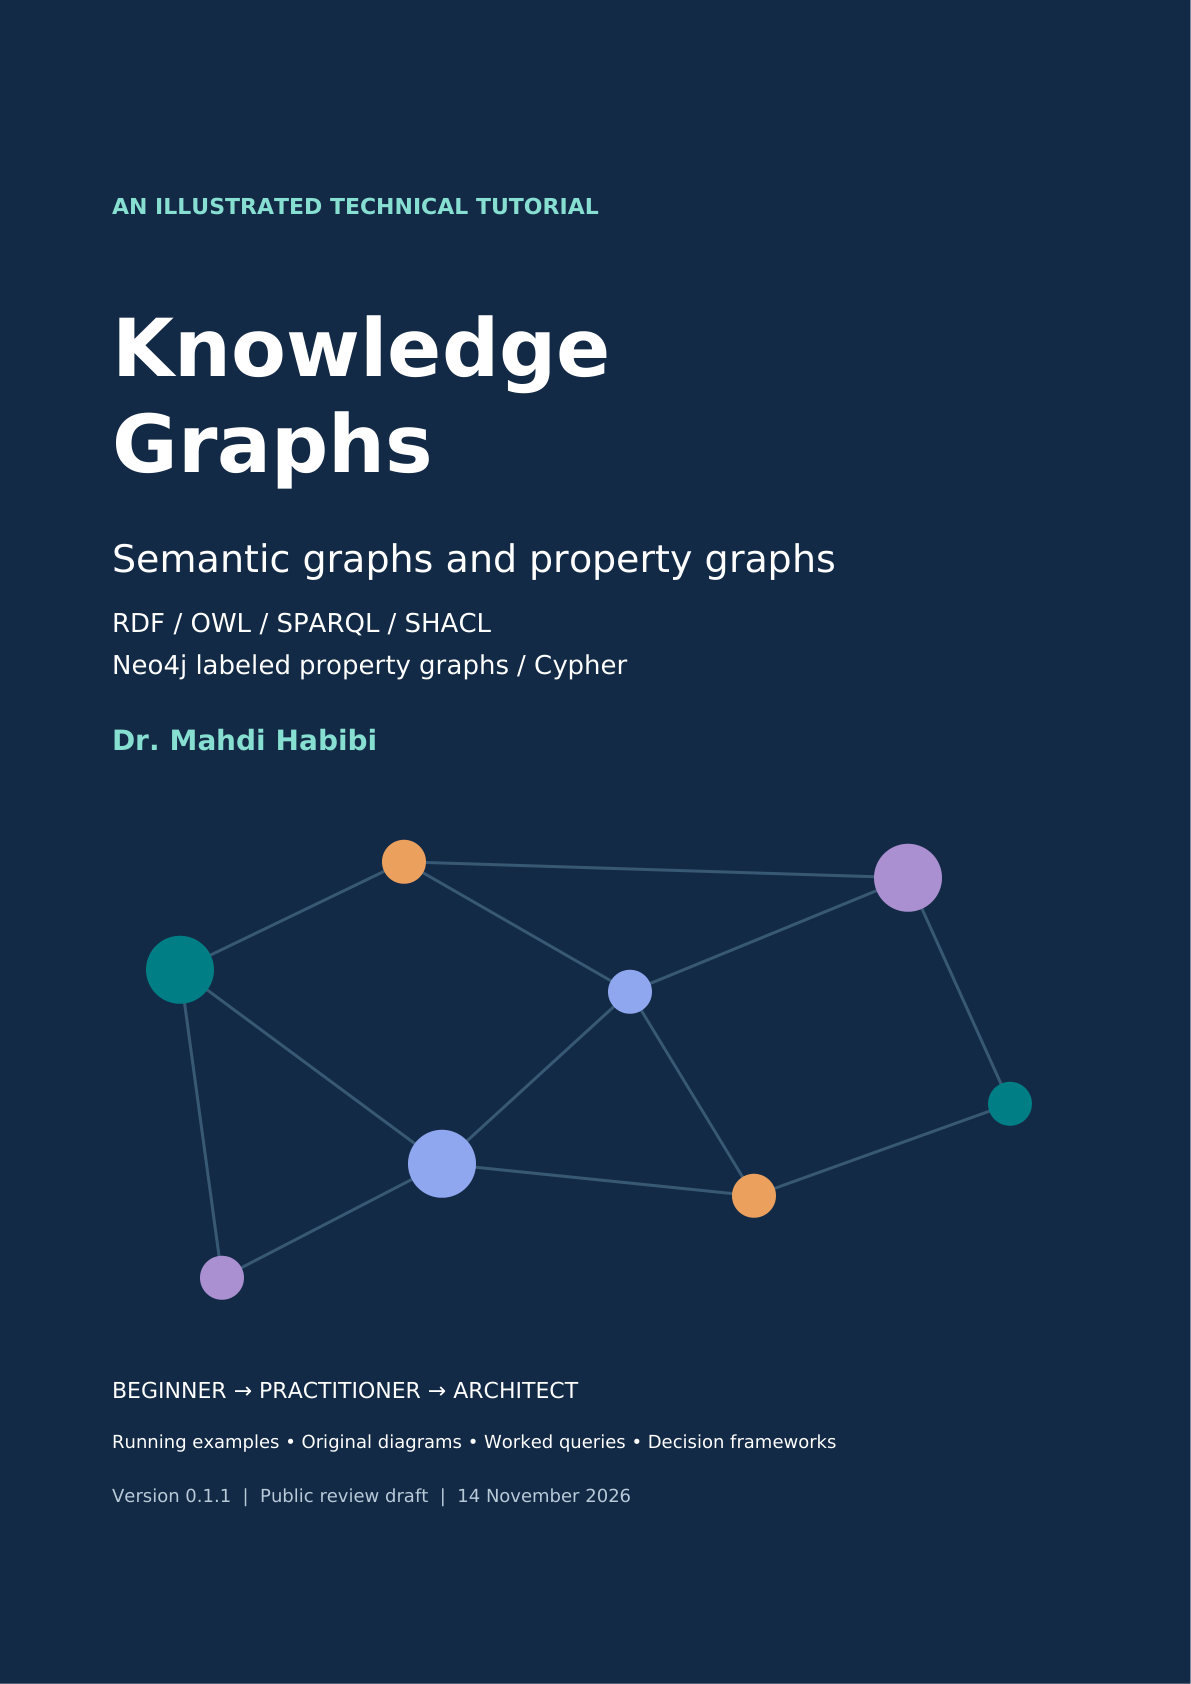 AN ILLUSTRATED TECHNICAL TUTORIAL
Knowledge
Graphs
Semantic graphs and property graphs
RDF / OWL / SPARQL / SHACL
Neo4j labeled property graphs / Cypher
Dr. Mahdi Habibi
BEGINNER → PRACTITIONER → ARCHITECT
Running examples • Original diagrams • Worked queries • Decision frameworks
Version 0.1.1 | Public review draft | 14 November 2026